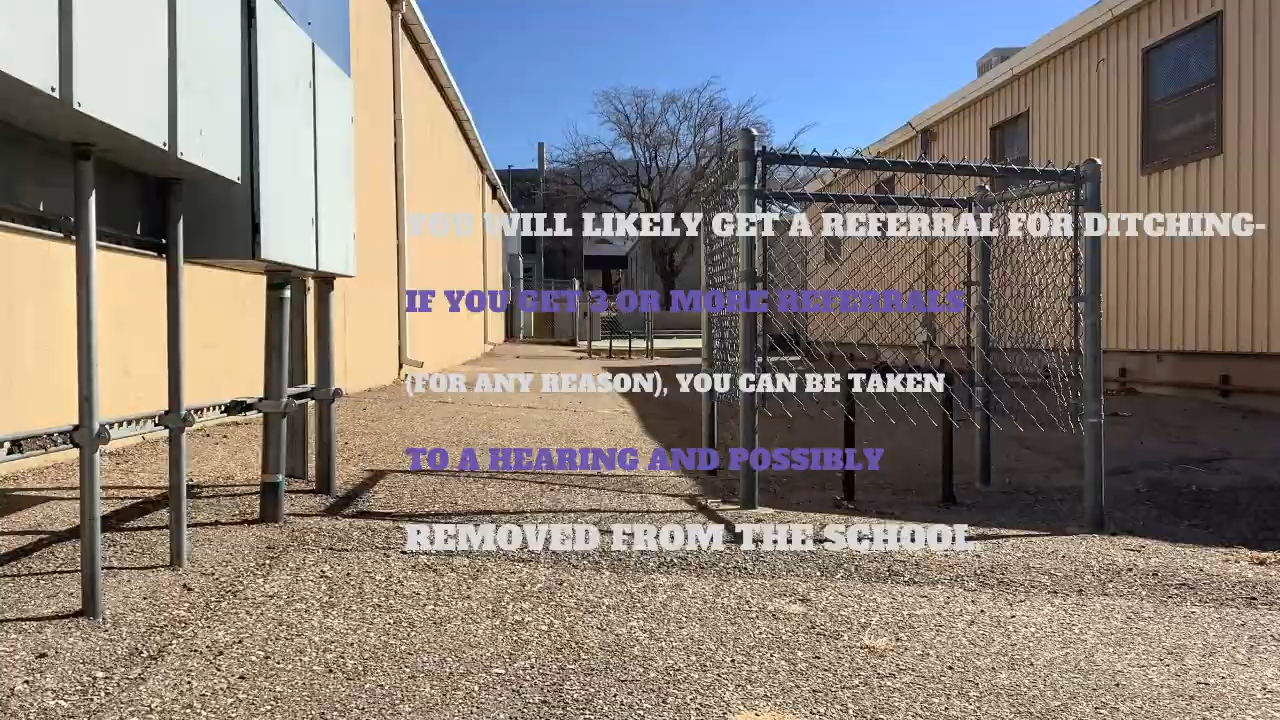 YOU WILL LIKELY GET A REFERRAL FOR DITCHING-
IF YOU GET 3 OR MORE REFERRALS
(FOR ANY REASON), YOU CAN BE TAKEN
TO A HEARING AND POSSIBLY
REMOVED FROM THE SCHOOL